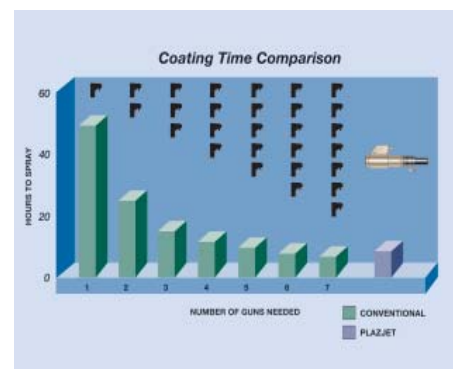 Coating Time Comparison
60
40
20
0
HOURS TO SPRAY
1 2 3 4 5 6 7
NUMBER OF GUNS NEEDED
CONVENTIONAL
PLAZJET